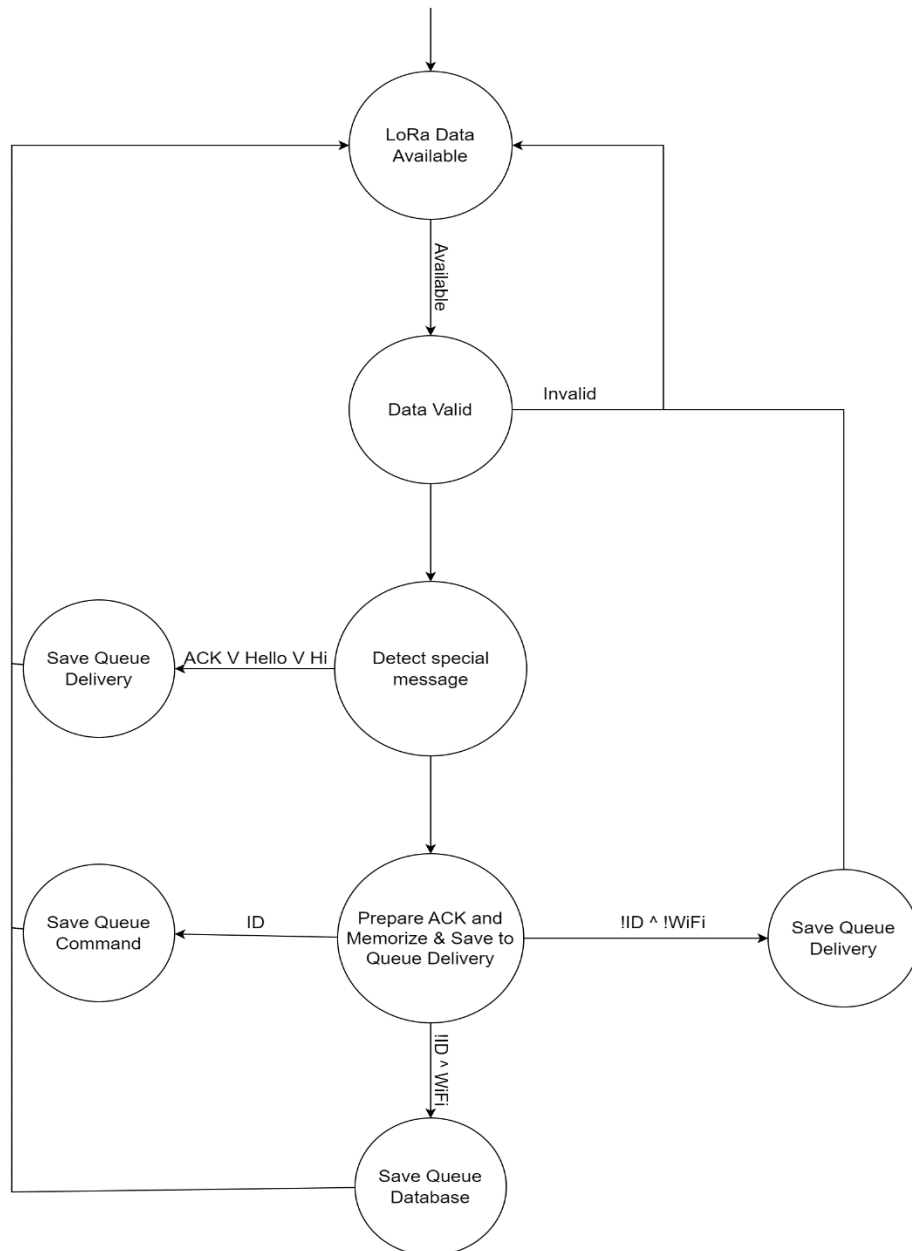 LoRa Data
Available
Available
Data Valid
Invalid
Save Queue
Delivery
ACK V Hello V Hi
Detect special
message
Save Queue
Command
ID
Prepare ACK and
Memorize & Save to
Queue Delivery
!ID ^ !WiFi
Save Queue
Delivery
!ID ^ WiFi
Save Queue
Database